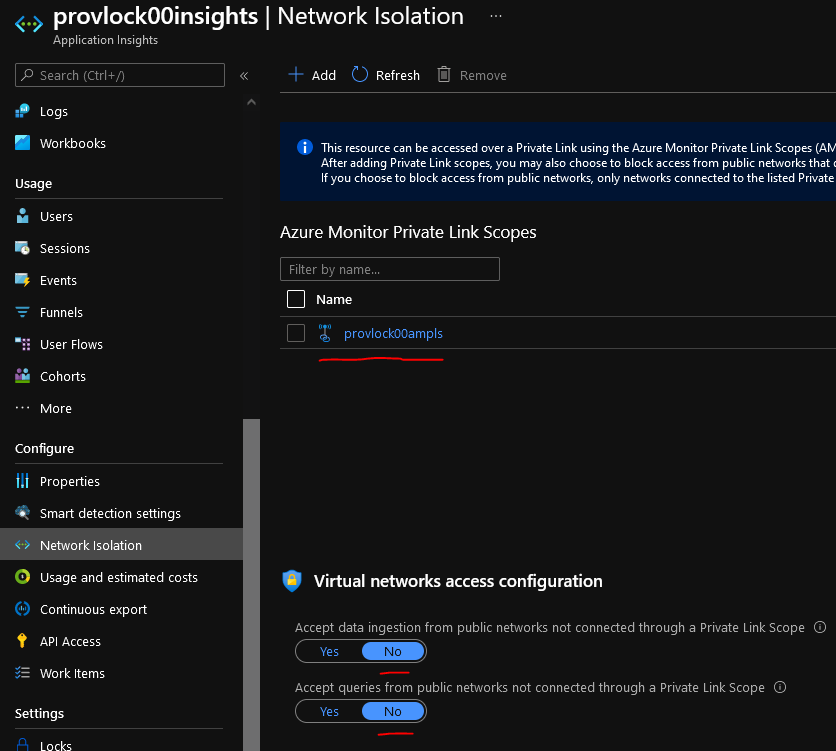 provlock00insights | Network Isolation ...
Application Insights
Search (Ctrl+/)
«
Logs
Workbooks
Usage
Users
Sessions
Events
Funnels
User Flows
Cohorts
More
Configure
Properties
Smart detection settings
Network Isolation
Usage and estimated costs
Continuous export
API Access
Work Items
Settings
Locks
Add Refresh Remove
This resource can be accessed over a Private Link using the Azure Monitor Private Link Scopes (AM
After adding Private Link scopes, you may also choose to block access from public networks that
If you choose to block access from public networks, only networks connected to the listed Private
Azure Monitor Private Link Scopes
Filter by name...
Name
provlock00ampls
Virtual networks access configuration
Accept data ingestion from public networks not connected through a Private Link Scope
Yes No
Accept queries from public networks not connected through a Private Link Scope
Yes No